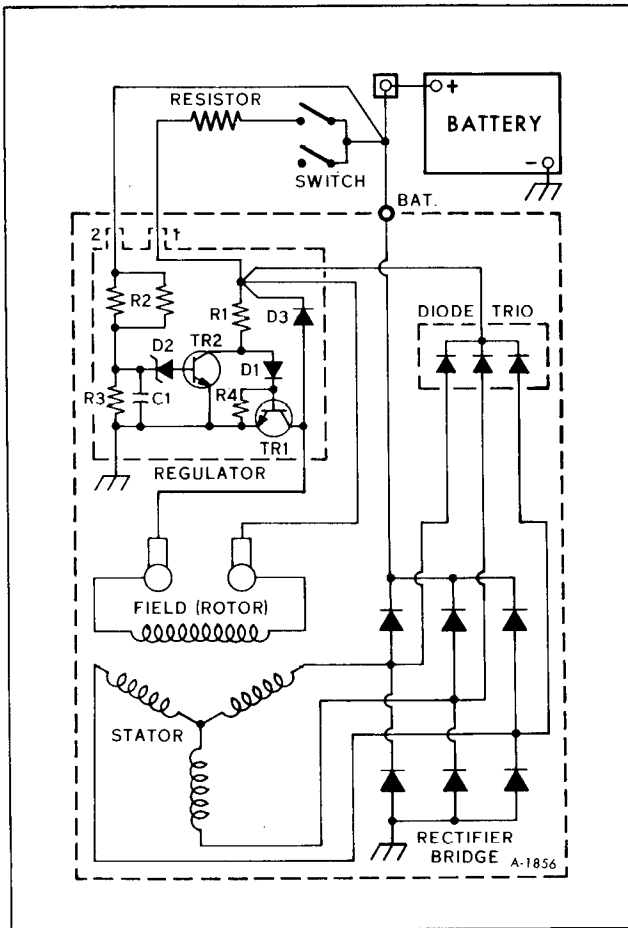 RESISTOR
+
BATTERY
-
SWITCH
BAT.
2 1
R2
R1
D3
DIODE TRIO
D2
TR2
D1
R3
C1
R4
TR1
REGULATOR
FIELD (ROTOR)
STATOR
RECTIFIER
BRIDGE
A-1856